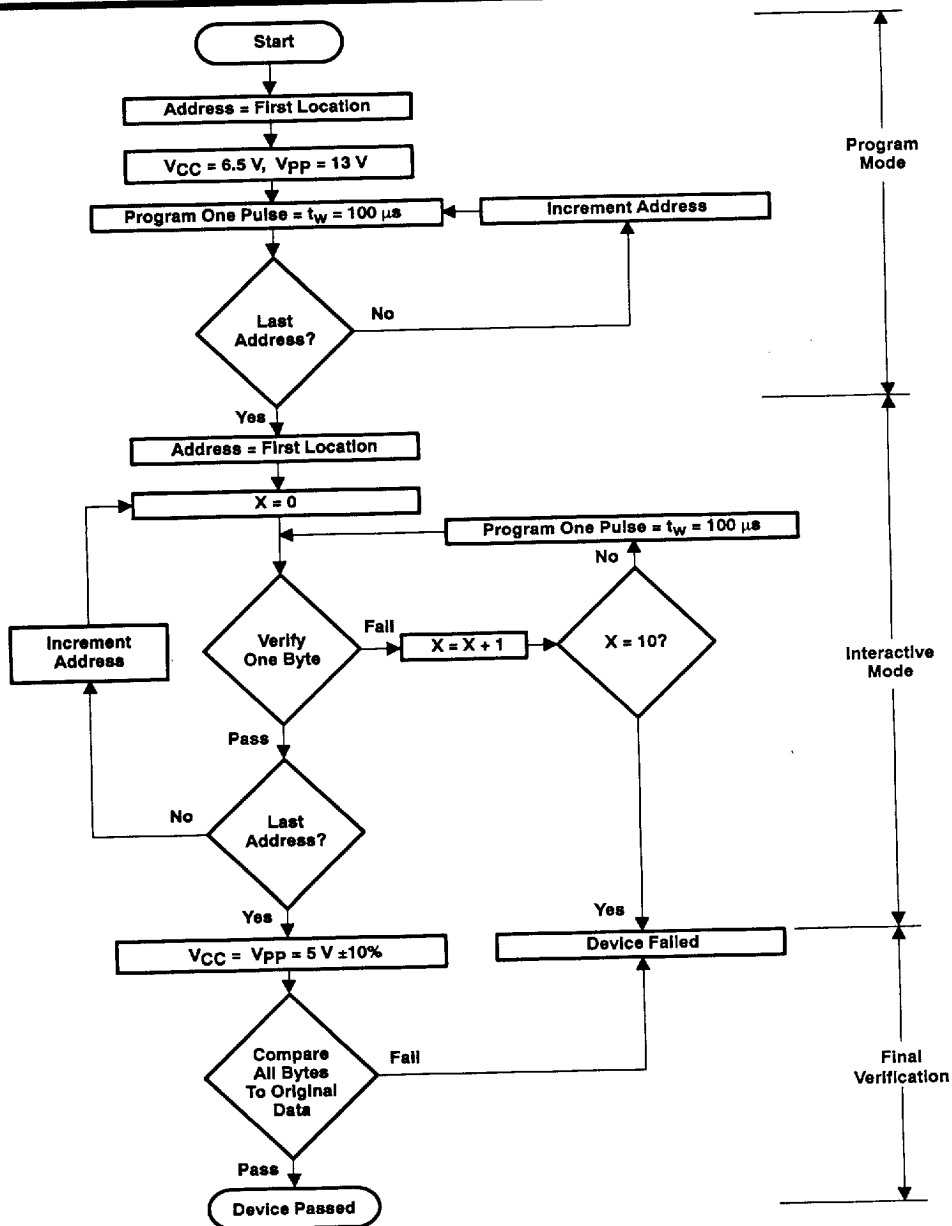 Start
Address = First Location
VCC = 6.5 V, VPP = 13 V
Program One Pulse = tw = 100 µs
Increment Address
Program
Mode
Last
Address?
No
Yes
Address = First Location
X = 0
Program One Pulse = tw = 100 µs
No
Increment
Address
Verify
One Byte
Fail
X = X + 1
X = 10?
Interactive
Mode
Pass
No
Last
Address?
Yes
Yes
VCC = VPP = 5 V ±10%
Device Failed
Compare
All Bytes
To Original
Data
Fail
Final
Verification
Pass
Device Passed